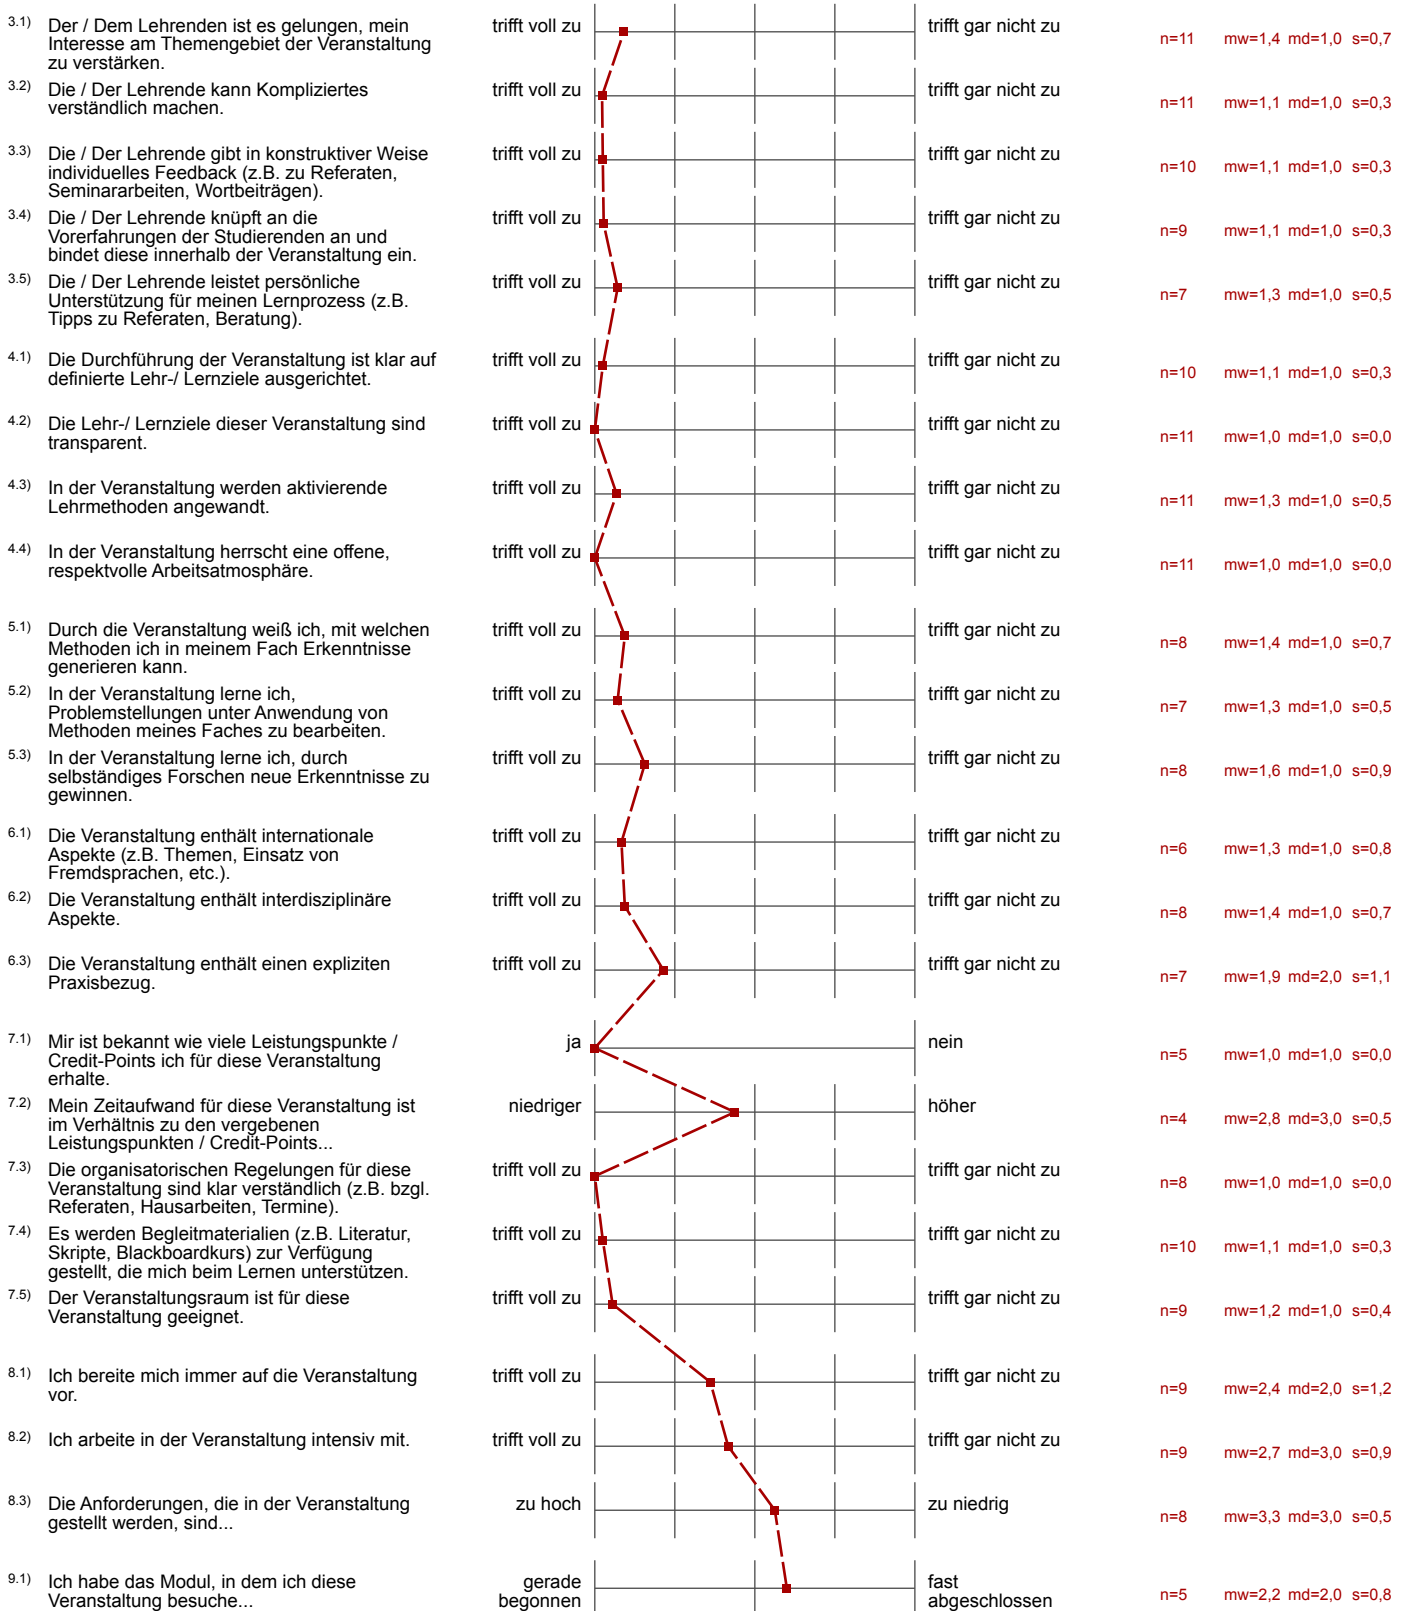 3.1) Der / Dem Lehrenden ist es gelungen, mein trifft voll zu trifft gar nicht zu
Interesse am Themengebiet der Veranstaltung n=11 mw=1,4 md=1,0 s=0,7
zu verstärken.
3.2) Die / Der Lehrende kann Kompliziertes trifft voll zu trifft gar nicht zu
verständlich machen. n=11 mw=1,1 md=1,0 s=0,3
3.3) Die / Der Lehrende gibt in konstruktiver Weise trifft voll zu trifft gar nicht zu
individuelles Feedback (z.B. zu Referaten, n=10 mw=1,1 md=1,0 s=0,3
Seminararbeiten, Wortbeiträgen).
3.4) Die / Der Lehrende knüpft an die trifft voll zu trifft gar nicht zu
Vorerfahrungen der Studierenden an und n=9 mw=1,1 md=1,0 s=0,3
bindet diese innerhalb der Veranstaltung ein.
3.5) Die / Der Lehrende leistet persönliche trifft voll zu trifft gar nicht zu
Unterstützung für meinen Lernprozess (z.B. n=7 mw=1,3 md=1,0 s=0,5
Tipps zu Referaten, Beratung).
4.1) Die Durchführung der Veranstaltung ist klar auf trifft voll zu trifft gar nicht zu
definierte Lehr-/ Lernziele ausgerichtet. n=10 mw=1,1 md=1,0 s=0,3
4.2) Die Lehr-/ Lernziele dieser Veranstaltung sind trifft voll zu trifft gar nicht zu
transparent. n=11 mw=1,0 md=1,0 s=0,0
4.3) In der Veranstaltung werden aktivierende trifft voll zu trifft gar nicht zu
Lehrmethoden angewandt. n=11 mw=1,3 md=1,0 s=0,5
4.4) In der Veranstaltung herrscht eine offene, trifft voll zu trifft gar nicht zu
respektvolle Arbeitsatmosphäre. n=11 mw=1,0 md=1,0 s=0,0
5.1) Durch die Veranstaltung weiß ich, mit welchen trifft voll zu trifft gar nicht zu
Methoden ich in meinem Fach Erkenntnisse n=8 mw=1,4 md=1,0 s=0,7
generieren kann.
5.2) In der Veranstaltung lerne ich, trifft voll zu trifft gar nicht zu
Problemstellungen unter Anwendung von n=7 mw=1,3 md=1,0 s=0,5
Methoden meines Faches zu bearbeiten.
5.3) In der Veranstaltung lerne ich, durch trifft voll zu trifft gar nicht zu
selbständiges Forschen neue Erkenntnisse zu n=8 mw=1,6 md=1,0 s=0,9
gewinnen.
6.1) Die Veranstaltung enthält internationale trifft voll zu trifft gar nicht zu
Aspekte (z.B. Themen, Einsatz von n=6 mw=1,3 md=1,0 s=0,8
Fremdsprachen, etc.).
6.2) Die Veranstaltung enthält interdisziplinäre trifft voll zu trifft gar nicht zu
Aspekte. n=8 mw=1,4 md=1,0 s=0,7
6.3) Die Veranstaltung enthält einen expliziten trifft voll zu trifft gar nicht zu
Praxisbezug. n=7 mw=1,9 md=2,0 s=1,1
7.1) Mir ist bekannt wie viele Leistungspunkte / ja nein
Credit-Points ich für diese Veranstaltung n=5 mw=1,0 md=1,0 s=0,0
erhalte.
7.2) Mein Zeitaufwand für diese Veranstaltung ist niedriger höher
im Verhältnis zu den vergebenen n=4 mw=2,8 md=3,0 s=0,5
Leistungspunkten / Credit-Points...
7.3) Die organisatorischen Regelungen für diese trifft voll zu trifft gar nicht zu
Veranstaltung sind klar verständlich (z.B. bzgl. n=8 mw=1,0 md=1,0 s=0,0
Referaten, Hausarbeiten, Termine).
7.4) Es werden Begleitmaterialien (z.B. Literatur, trifft voll zu trifft gar nicht zu
Skripte, Blackboardkurs) zur Verfügung n=10 mw=1,1 md=1,0 s=0,3
gestellt, die mich beim Lernen unterstützen.
7.5) Der Veranstaltungsraum ist für diese trifft voll zu trifft gar nicht zu
Veranstaltung geeignet. n=9 mw=1,2 md=1,0 s=0,4
8.1) Ich bereite mich immer auf die Veranstaltung trifft voll zu trifft gar nicht zu
vor. n=9 mw=2,4 md=2,0 s=1,2
8.2) Ich arbeite in der Veranstaltung intensiv mit. trifft voll zu trifft gar nicht zu
n=9 mw=2,7 md=3,0 s=0,9
8.3) Die Anforderungen, die in der Veranstaltung zu hoch zu niedrig
gestellt werden, sind... n=8 mw=3,3 md=3,0 s=0,5
9.1) Ich habe das Modul, in dem ich diese gerade fast
Veranstaltung besuche... begonnen abgeschlossen n=5 mw=2,2 md=2,0 s=0,8